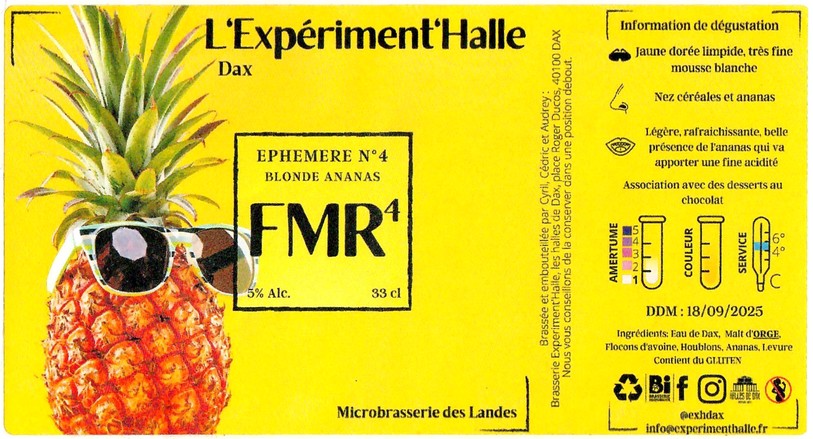 L'Expériment'Halle
Dax
EPHEMERE N°4
BLONDE ANANAS
FMR⁴
5% Alc. 33 cl
Microbrasserie des Landes
Brassée et embouteillée par Cyril, Cédric et Audrey :
Brasserie Experiment'Halle, les halles de Dax, place Roger Ducos, 40100 DAX
Nous vous conseillons de la conserver dans une position debout.
Information de dégustation
Jaune dorée limpide, très fine
mousse blanche
Nez céréales et ananas
Légère, rafraichissante, belle
présence de l'ananas qui va
apporter une fine acidité
Association avec des desserts au
chocolat
AMERTUME
5
4
3
2
1
COULEUR
SERVICE
6°
4°
C
DDM : 18/09/2025
Ingrédients: Eau de Dax, Malt d'ORGE,
Flocons d'avoine, Houblons, Ananas, Levure
Contient du GLUTEN
Bi
HALLES DE DAX
@exhdax
info@experimenthalle.fr